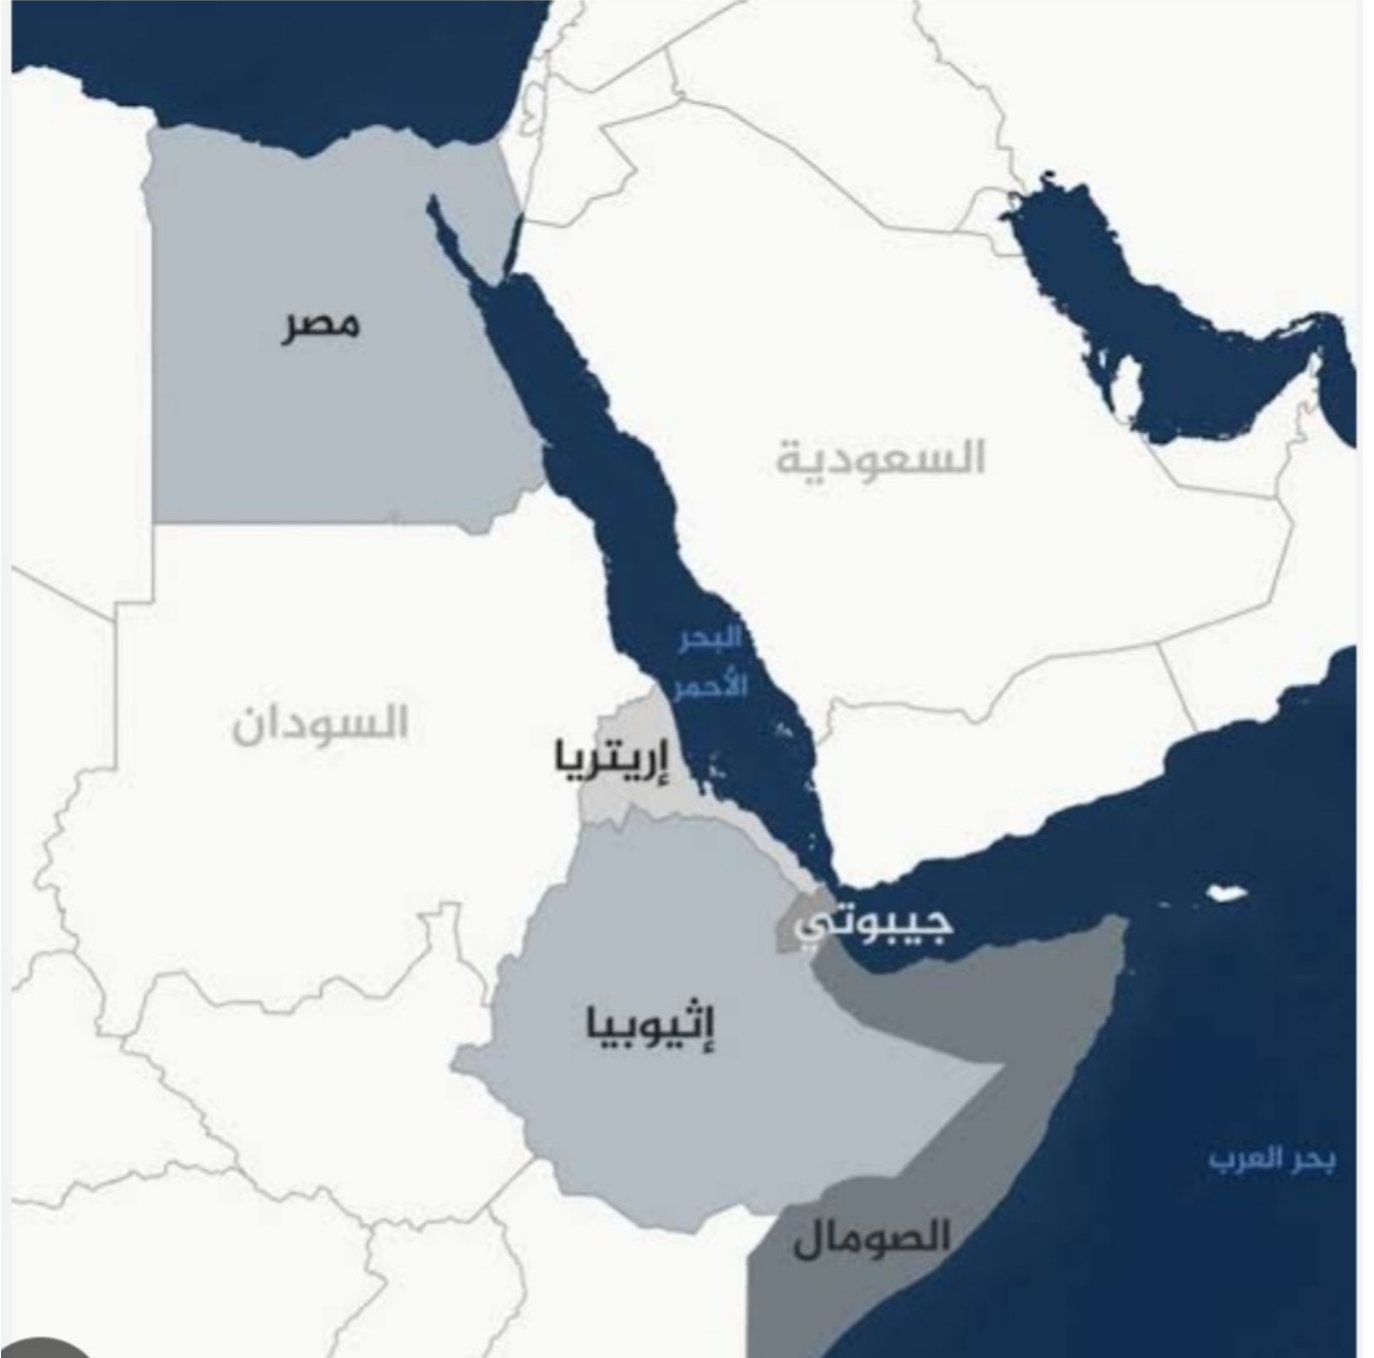 مصر
السعودية
البحر
الأحمر
السودان
إريتريا
جيبوتي
إثيوبيا
بحر العرب
الصومال